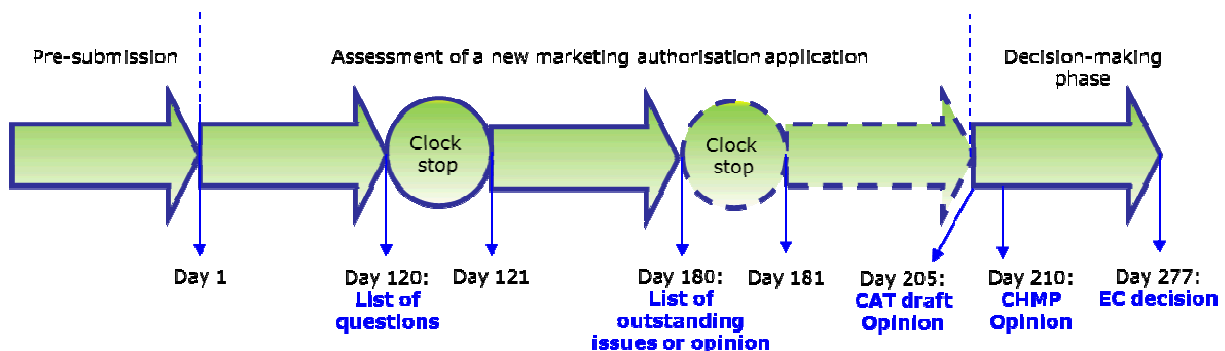 Pre-submission
Assessment of a new marketing authorisation application
Decision-making
phase
Clock
stop
Clock
stop
Day 1
Day 120:
List of
questions
Day 121
Day 180:
List of
outstanding
issues or opinion
Day 181
Day 205:
CAT draft
Opinion
Day 210:
CHMP
Opinion
Day 277:
EC decision